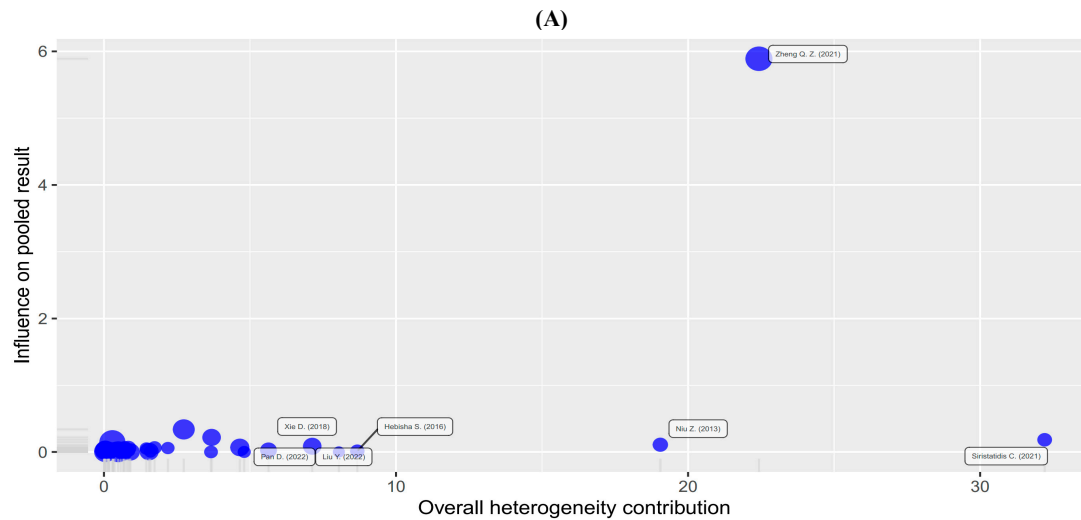 (A)
6
4
2
0
Influence on pooled result
Zheng Q. Z. (2021)
Xie D. (2018)
Hebisha S. (2016)
Niu Z. (2013)
Pan D. (2022)
Liu Y. (2022)
Siristatidis C. (2021)
0
10
20
30
Overall heterogeneity contribution